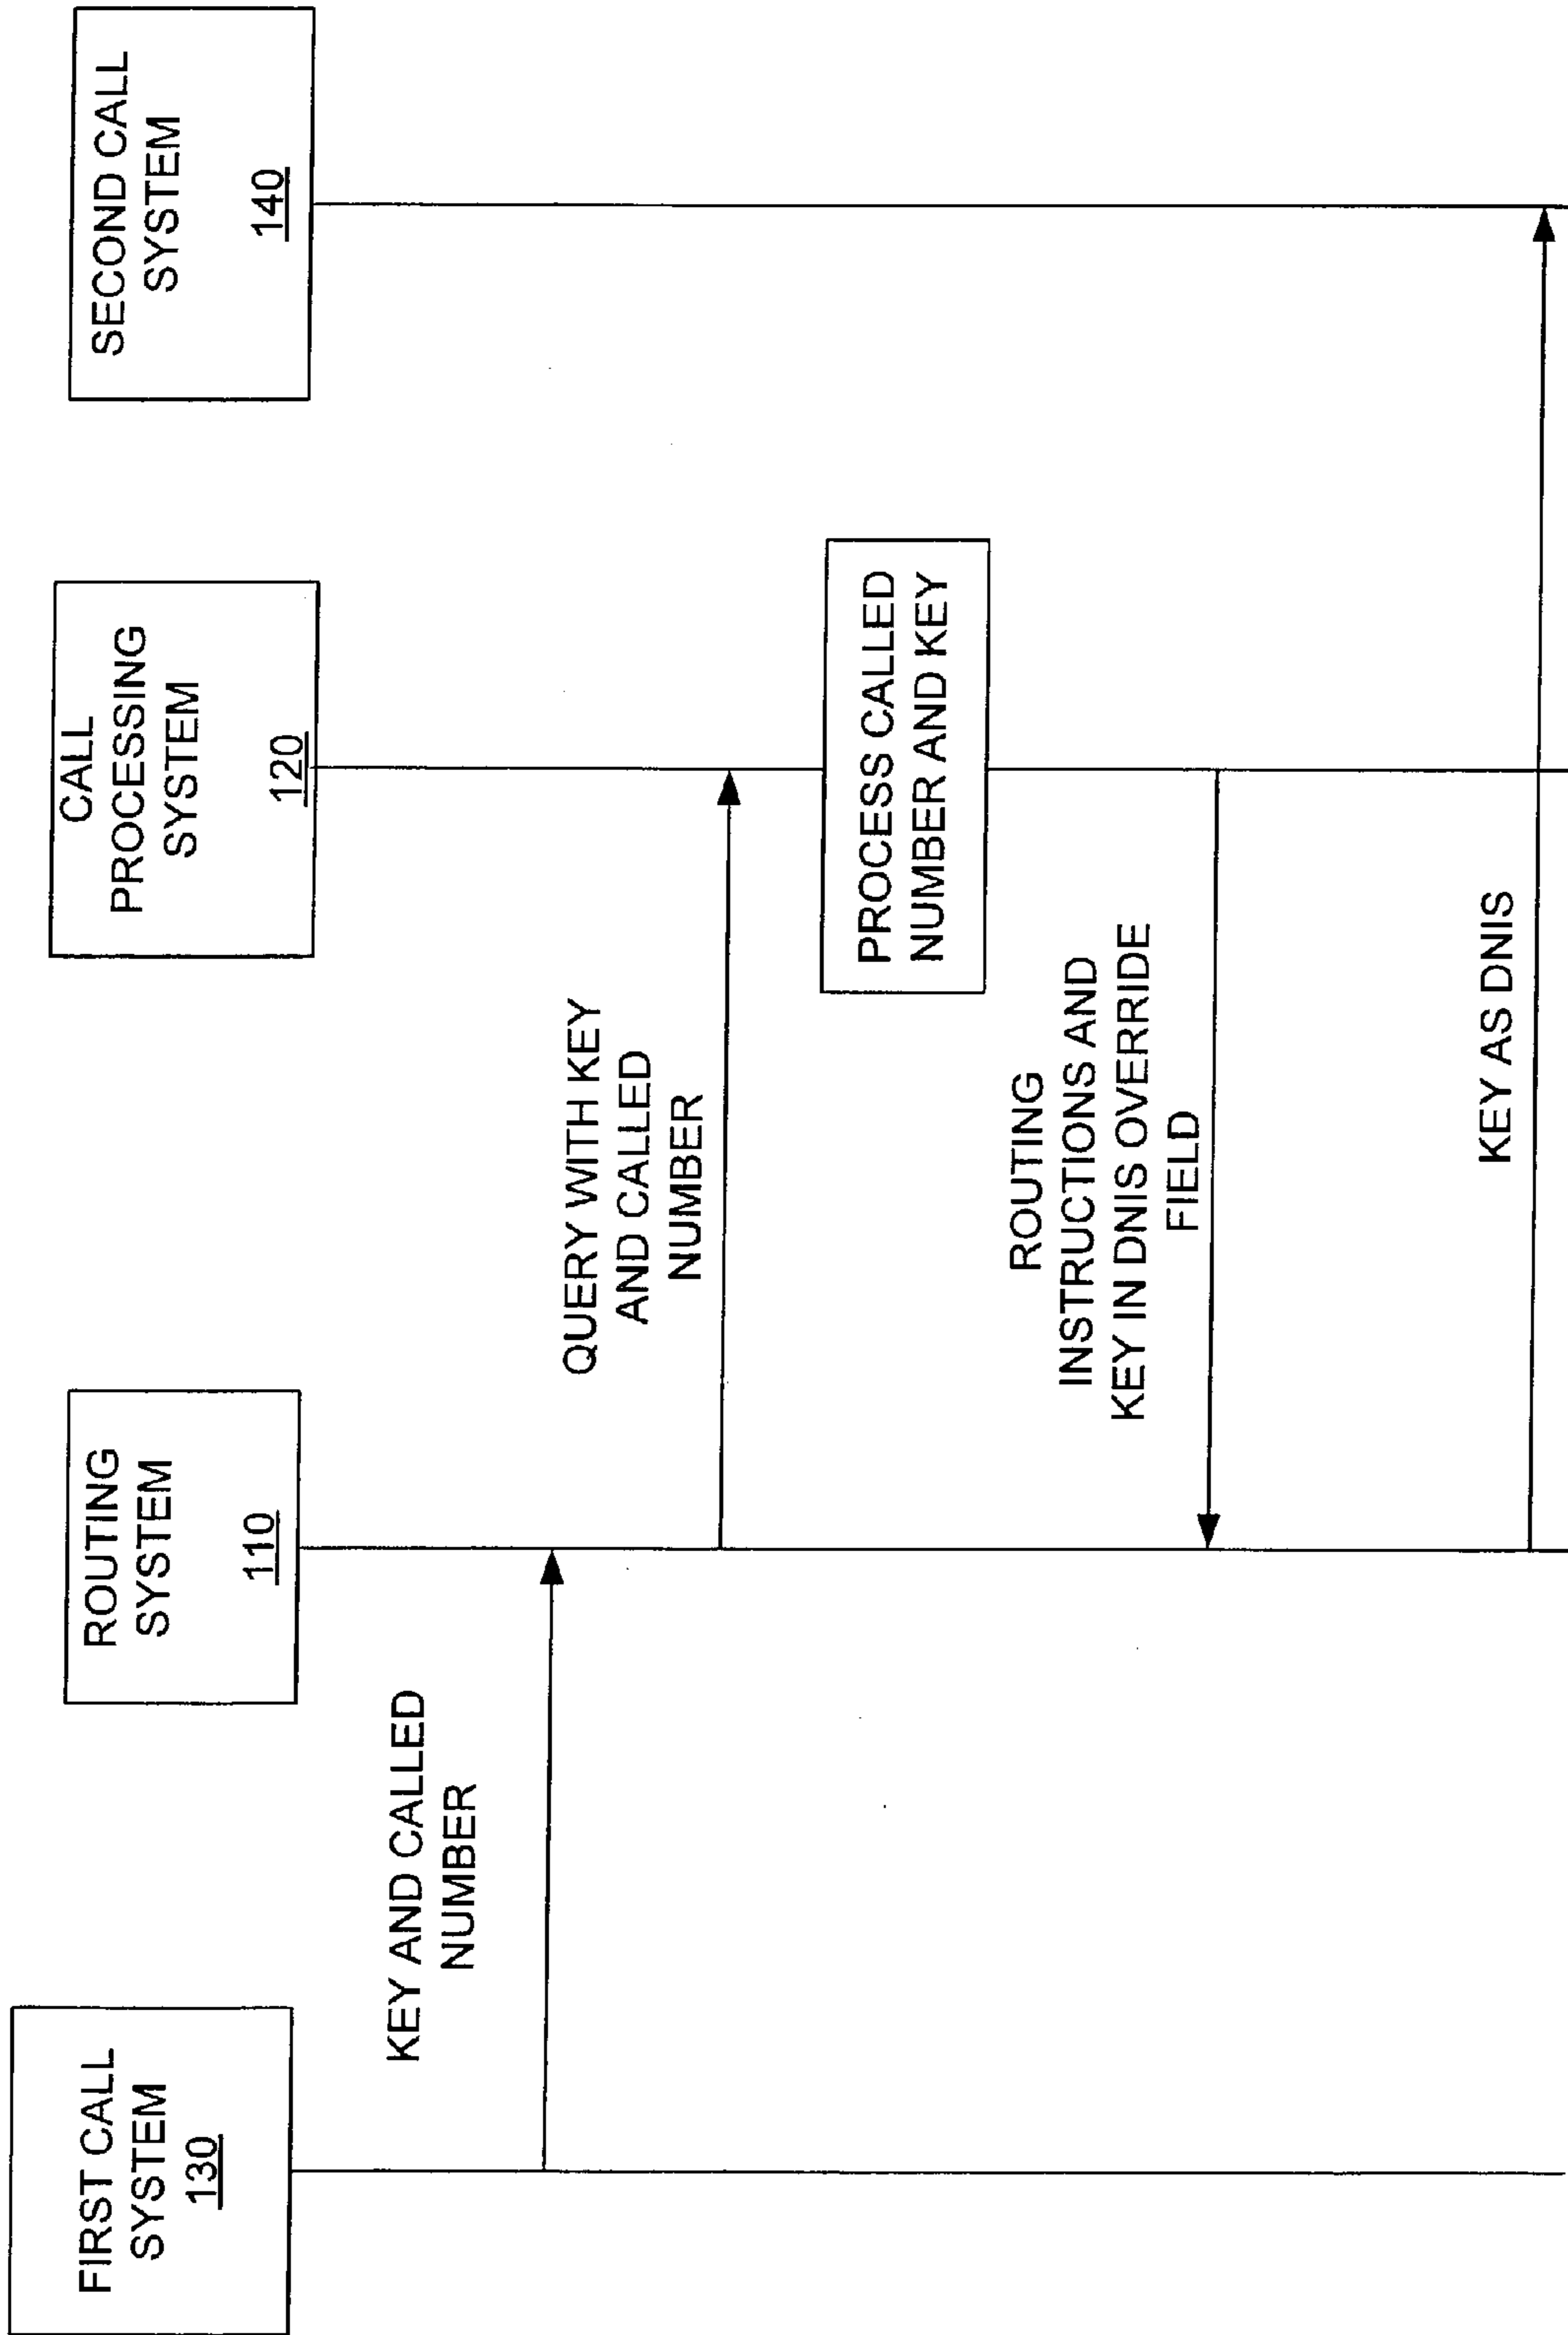 FIRST CALL
SYSTEM
130
ROUTING
SYSTEM
110
CALL
PROCESSING
SYSTEM
120
SECOND CALL
SYSTEM
140
KEY AND CALLED
NUMBER
QUERY WITH KEY
AND CALLED
NUMBER
PROCESS CALLED
NUMBER AND KEY
ROUTING
INSTRUCTIONS AND
KEY IN DNIS OVERRIDE
FIELD
KEY AS DNIS